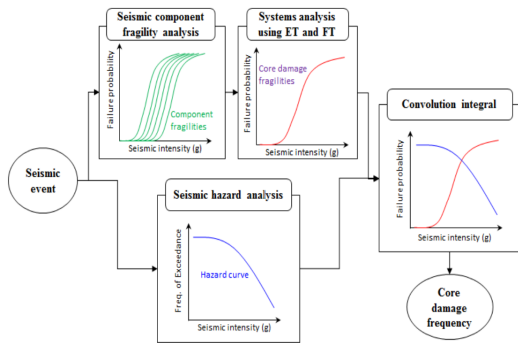 Seismic component
fragility analysis
Failure probability
Component
fragilities
Seismic intensity (g)
Systems analysis
using ET and FT
Failure probability
Core damage
fragilities
Seismic intensity (g)
Convolution integral
Failure probability
Seismic intensity (g)
Seismic
event
Seismic hazard analysis
Freq. of Exceedance
Hazard curve
Seismic intensity (g)
Core
damage
frequency